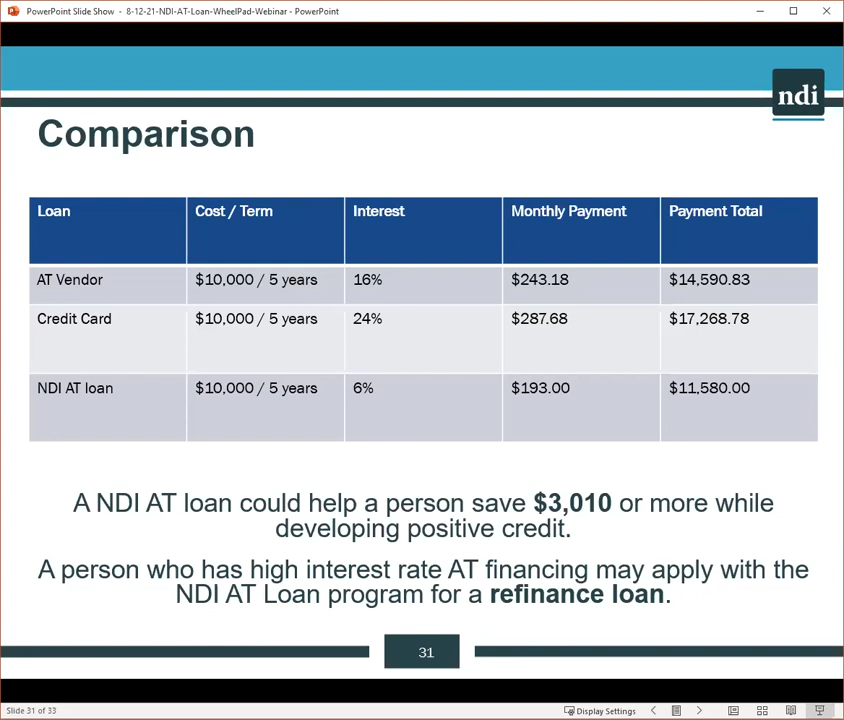 PowerPoint Slide Show - 8-12-21-NDI-AT-Loan-WheelPad-Webinar - PowerPoint
ndi
Comparison
Loan Cost / Term Interest Monthly Payment Payment Total
AT Vendor $10,000 / 5 years 16% $243.18 $14,590.83
Credit Card $10,000 / 5 years 24% $287.68 $17,268.78
NDI AT loan $10,000 / 5 years 6% $193.00 $11,580.00
A NDI AT loan could help a person save $3,010 or more while
developing positive credit.
A person who has high interest rate AT financing may apply with the
NDI AT Loan program for a refinance loan.
31
Slide 31 of 33 Display Settings